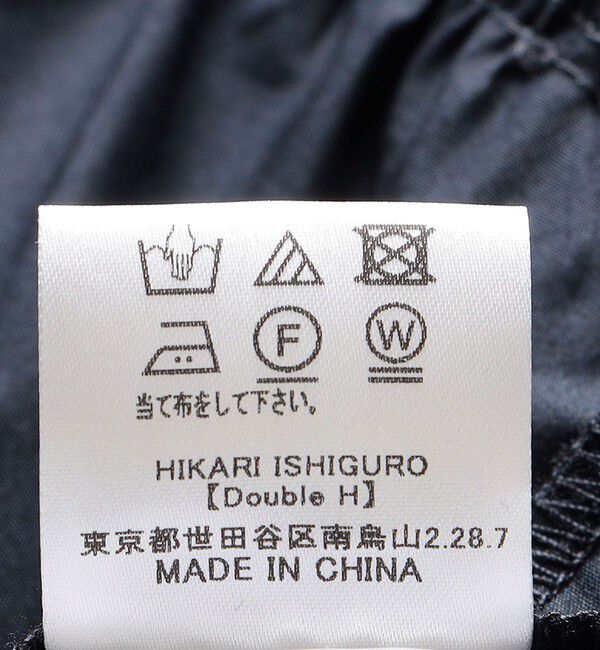 F W
当て布をして下さい。
HIKARI ISHIGURO
【Double H】
東京都世田谷区南烏山2.28.7
MADE IN CHINA